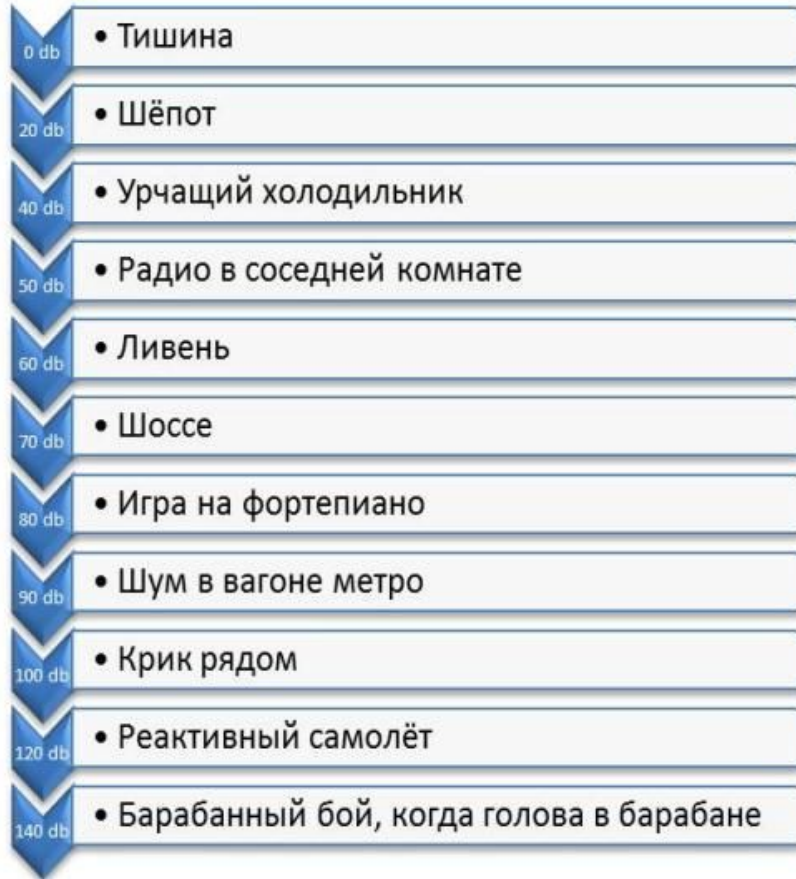 0 db • Тишина
20 db • Шёпот
40 db • Урчащий холодильник
50 db • Радио в соседней комнате
60 db • Ливень
70 db • Шоссе
80 db • Игра на фортепиано
90 db • Шум в вагоне метро
100 db • Крик рядом
120 db • Реактивный самолёт
140 db • Барабанный бой, когда голова в барабане